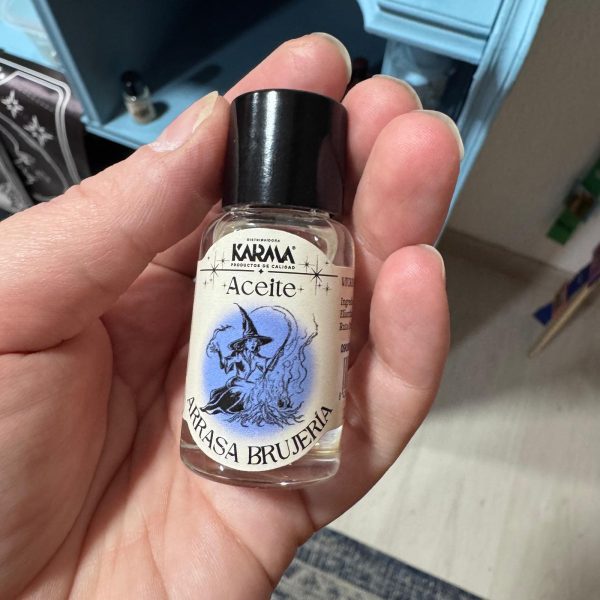 DISTRIBUIDORA
KARMA®
PRODUCTOS DE CALIDAD
Aceite
ARRASA BRUJERÍA